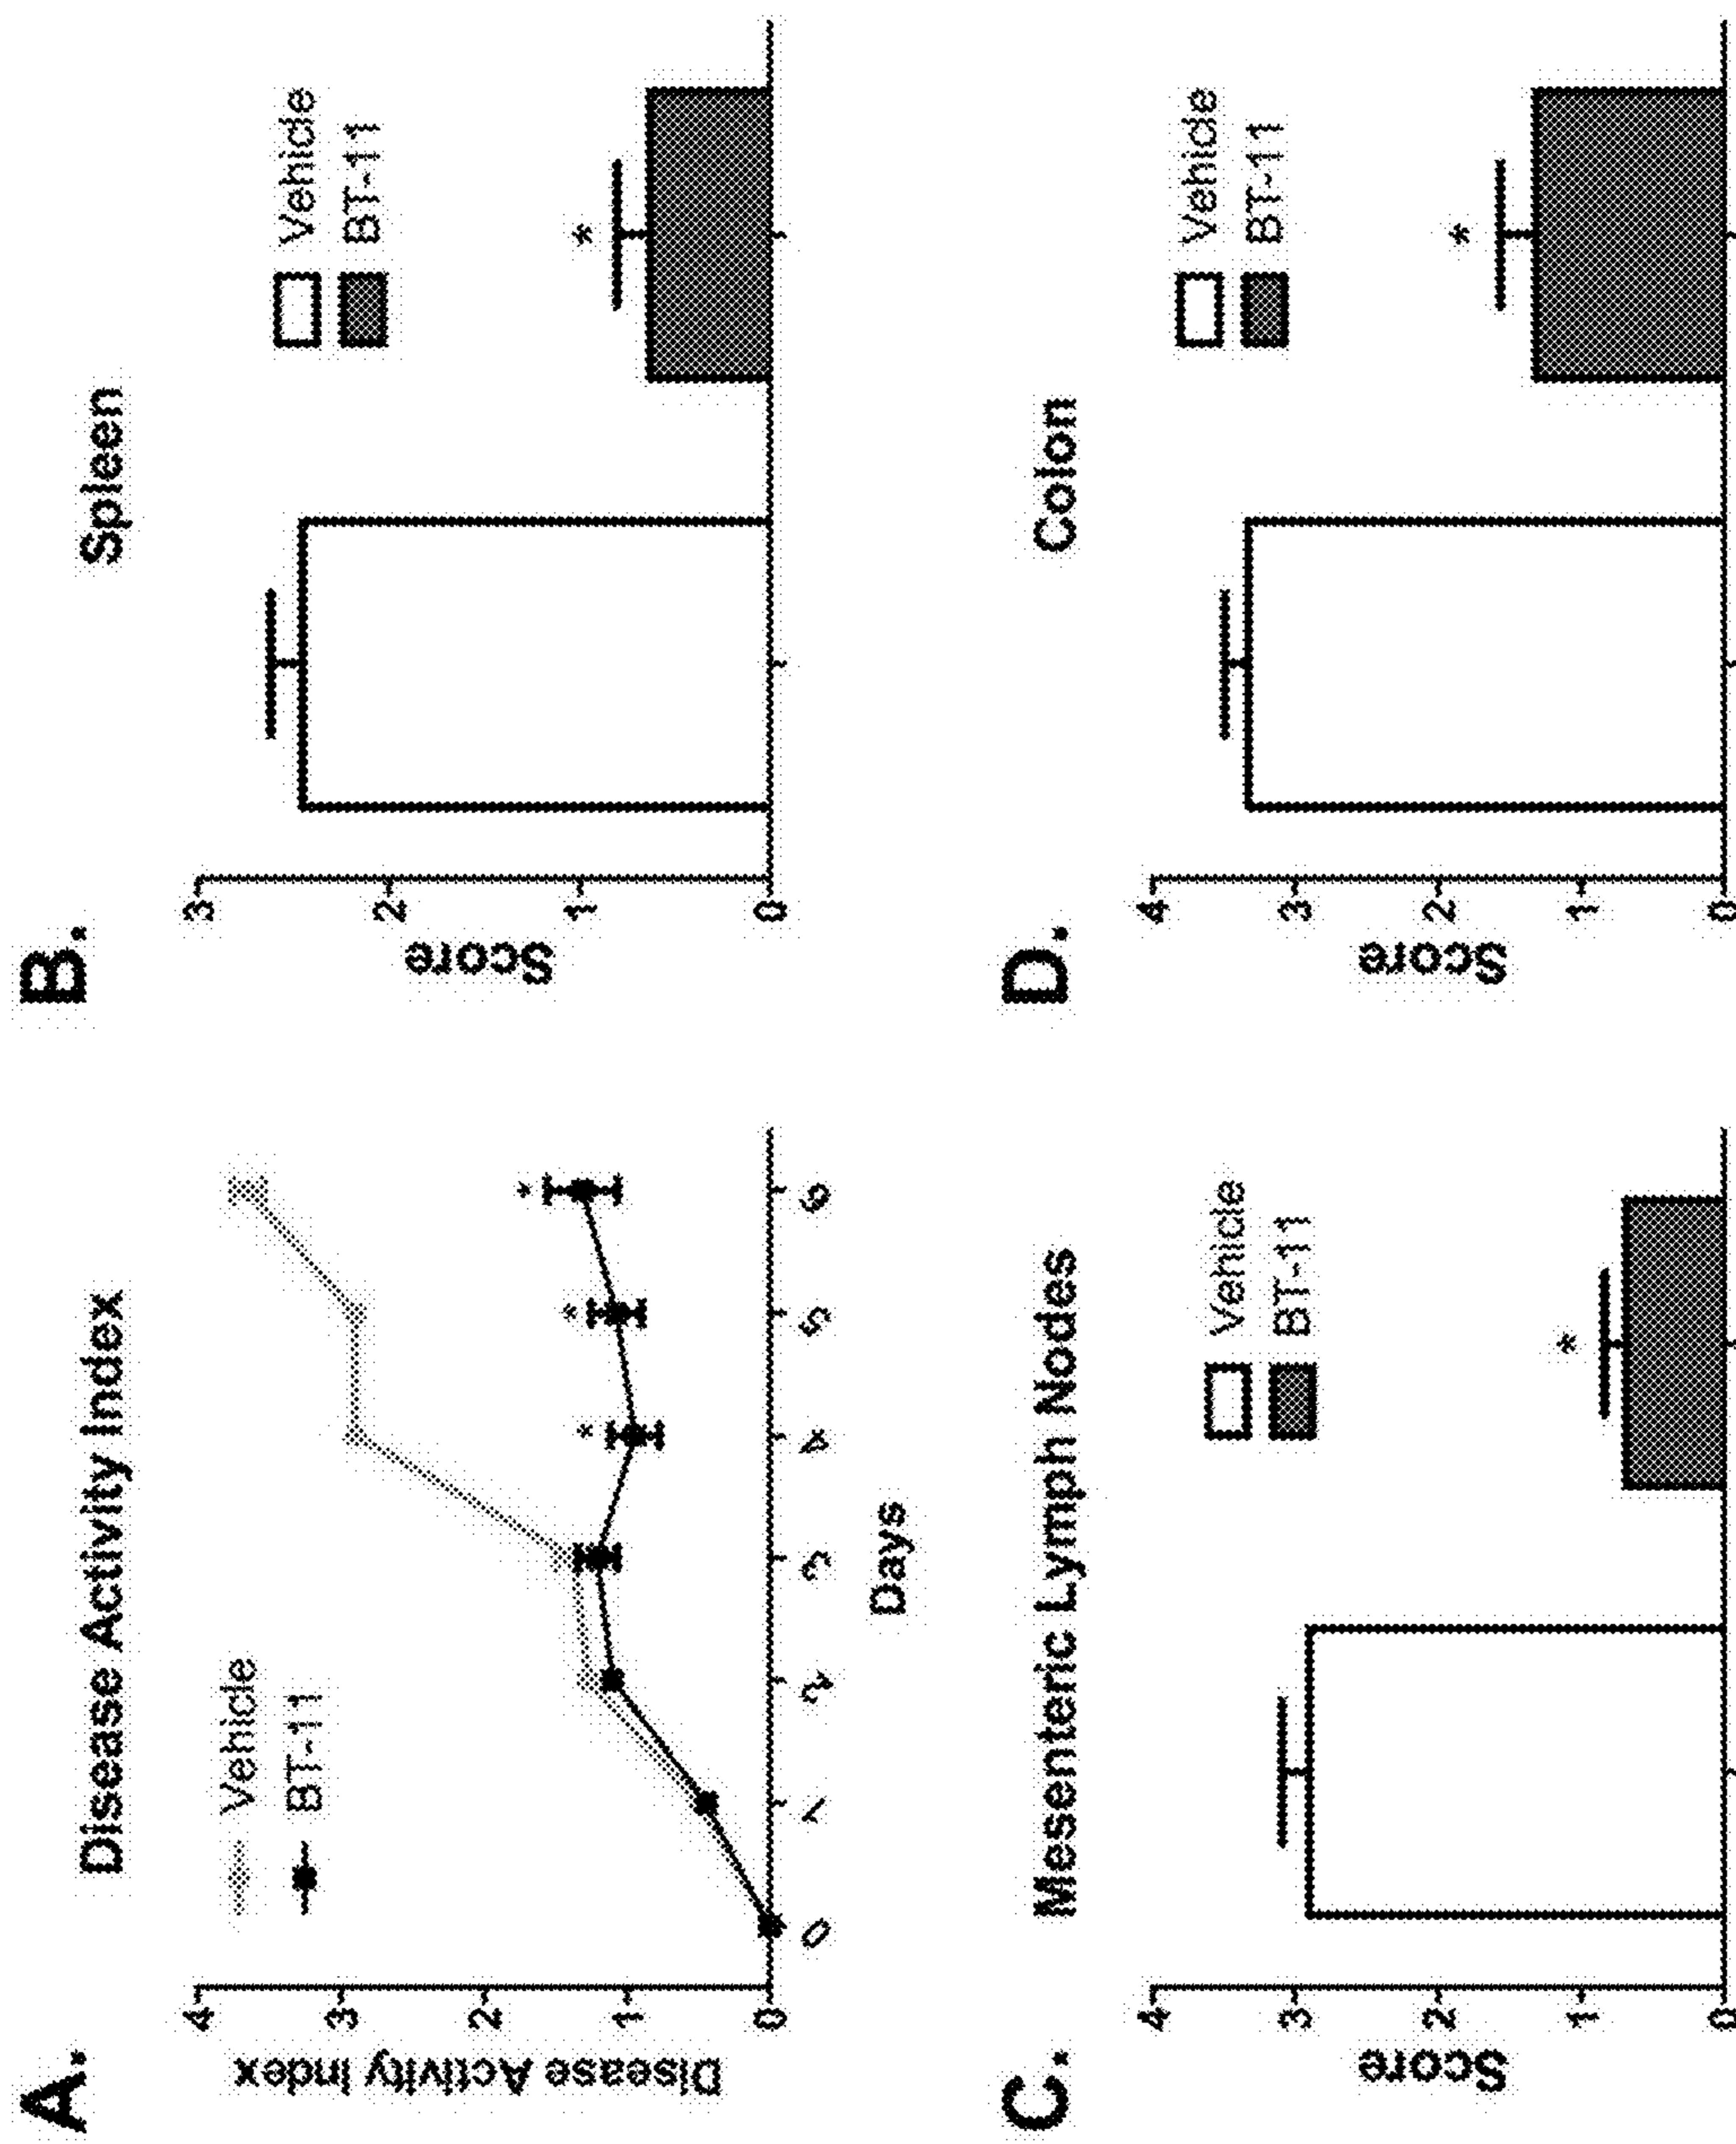 A.
Disease Activity Index
Vehicle
BT-11
Disease Activity Index
4
3
2
1
0
0 1 2 3 4 5 6
* * *
Days
B.
Spleen
Vehicle
BT-11
Score
3
2
1
0
*
C.
Mesenteric Lymph Nodes
Vehicle
BT-11
Score
4
3
2
1
0
*
D.
Colon
Vehicle
BT-11
Score
4
3
2
1
0
*